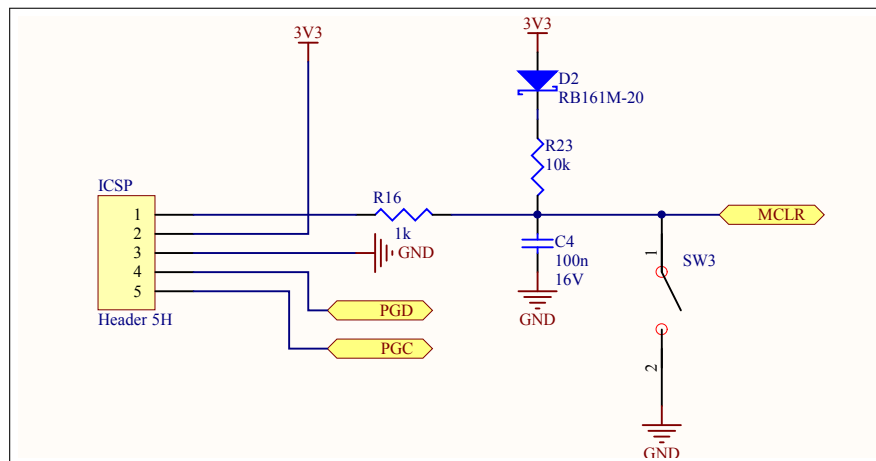 3V3
3V3
D2
RB161M-20
R23
10k
ICSP
R16
1
1k
MCLR
2
3
GND
C4
100n
16V
1
SW3
4
5
PGD
Header 5H
GND
PGC
2
GND